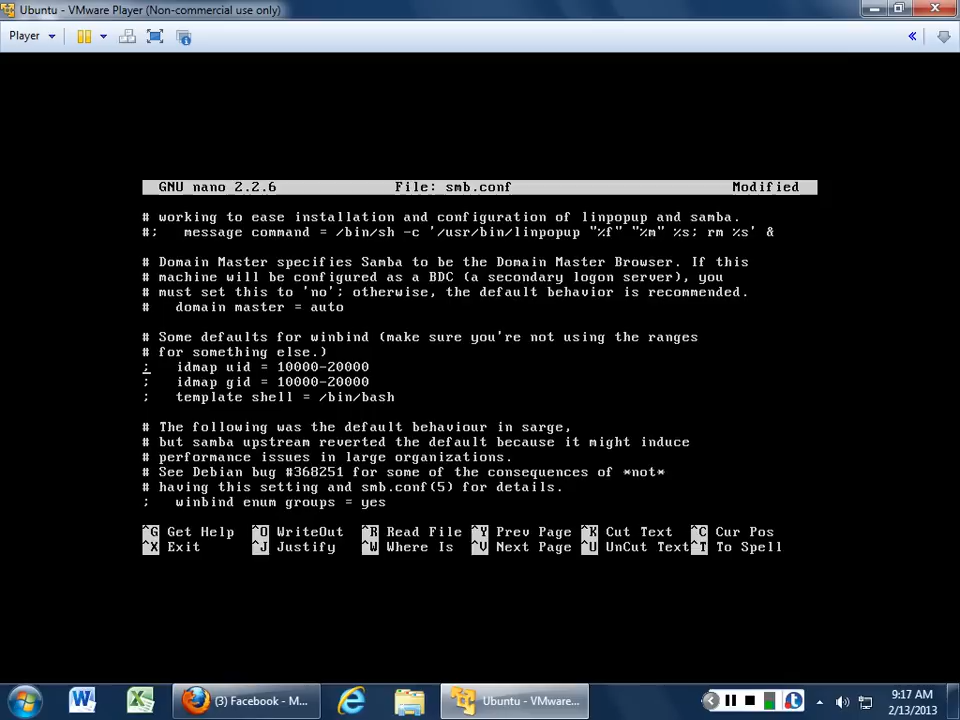 Ubuntu - VMware Player (Non-commercial use only)
Player
GNU nano 2.2.6 File: smb.conf Modified
# working to ease installation and configuration of linpopup and samba.
#;   message command = /bin/sh -c '/usr/bin/linpopup "%f" "%m" %s; rm %s' &
# Domain Master specifies Samba to be the Domain Master Browser. If this
# machine will be configured as a BDC (a secondary logon server), you
# must set this to 'no'; otherwise, the default behavior is recommended.
#   domain master = auto
# Some defaults for winbind (make sure you're not using the ranges
# for something else.)
;   idmap uid = 10000-20000
;   idmap gid = 10000-20000
;   template shell = /bin/bash
# The following was the default behaviour in sarge,
# but samba upstream reverted the default because it might induce
# performance issues in large organizations.
# See Debian bug #368251 for some of the consequences of *not*
# having this setting and smb.conf(5) for details.
;   winbind enum groups = yes
^G Get Help ^O WriteOut ^R Read File ^Y Prev Page ^K Cut Text ^C Cur Pos
^X Exit ^J Justify ^W Where Is ^V Next Page ^U UnCut Text ^T To Spell
(3) Facebook - M...
Ubuntu - VMware...
9:17 AM
2/13/2013